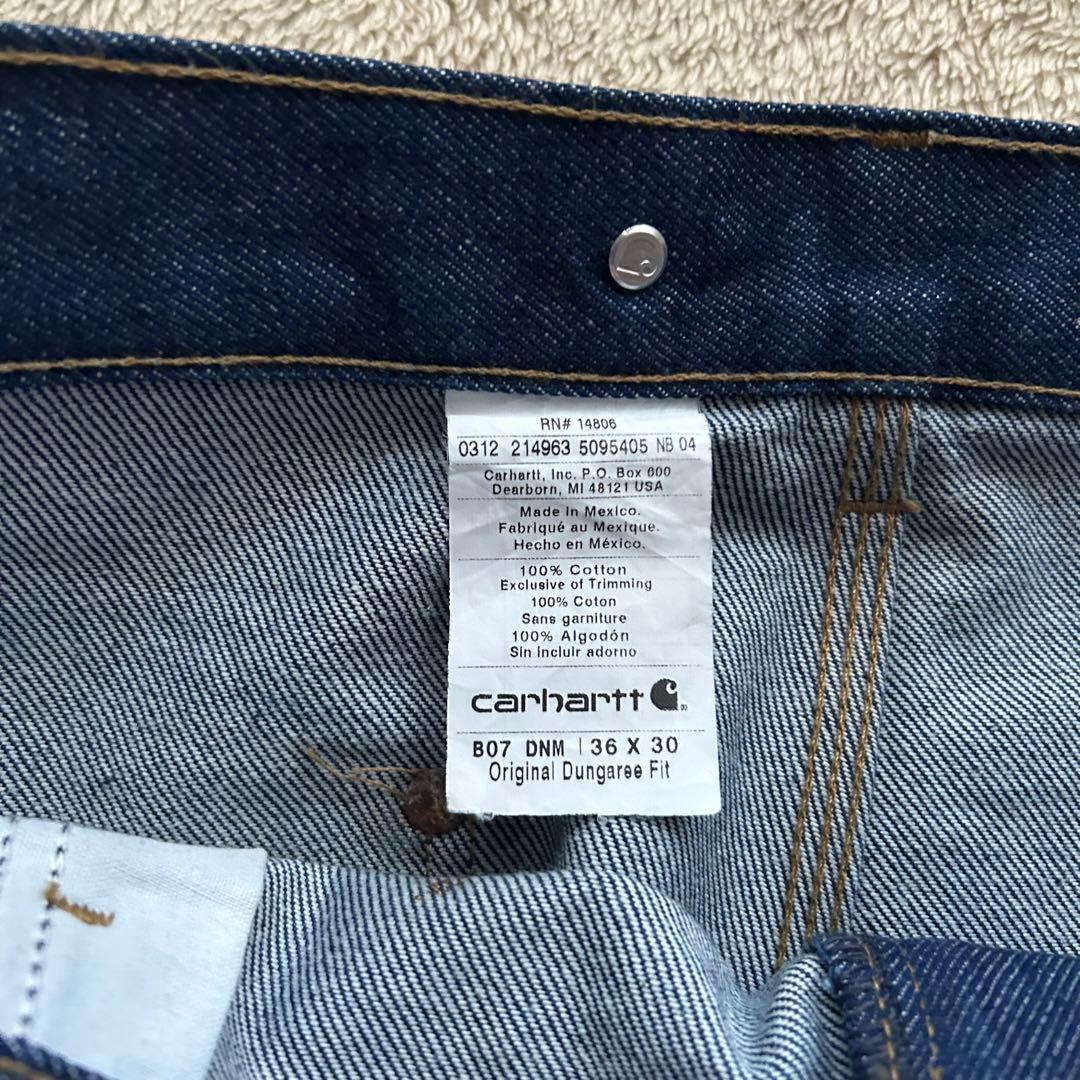 RN# 14806
0312 214963 5095405 NB 04
Carhartt, Inc. P.O. Box 600
Dearborn, MI 48121 USA
Made in Mexico.
Fabriqué au Mexique.
Hecho en México.
100% Cotton
Exclusive of Trimming
100% Coton
Sans garniture
100% Algodón
Sin incluir adorno
carhartt
B07 DNM | 36 X 30
Original Dungaree Fit